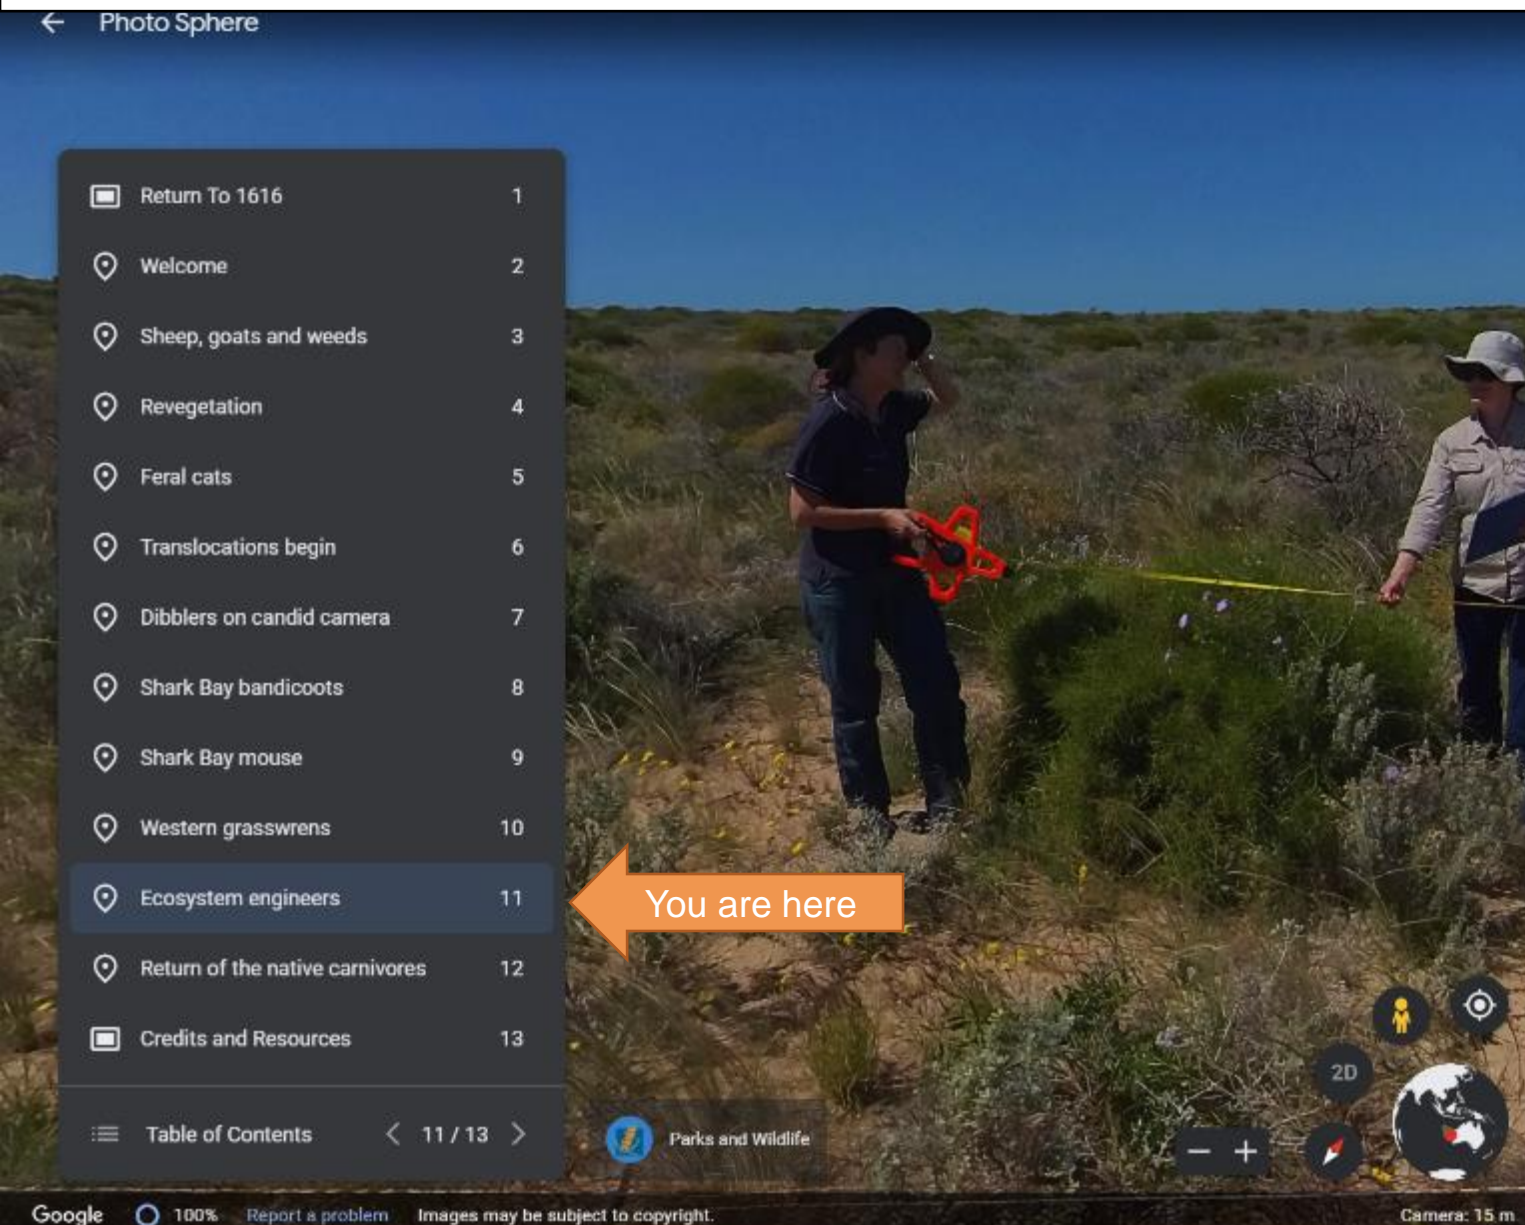 Photo Sphere
Return To 1616 1
Welcome 2
Sheep, goats and weeds 3
Revegetation 4
Feral cats 5
Translocations begin 6
Dibblers on candid camera 7
Shark Bay bandicoots 8
Shark Bay mouse 9
Western grasswrens 10
Ecosystem engineers 11
You are here
Return of the native carnivores 12
Credits and Resources 13
2D
Table of Contents < 11 / 13 >
Parks and Wildlife
Google 100% Report a problem Images may be subject to copyright. Camera: 15 m